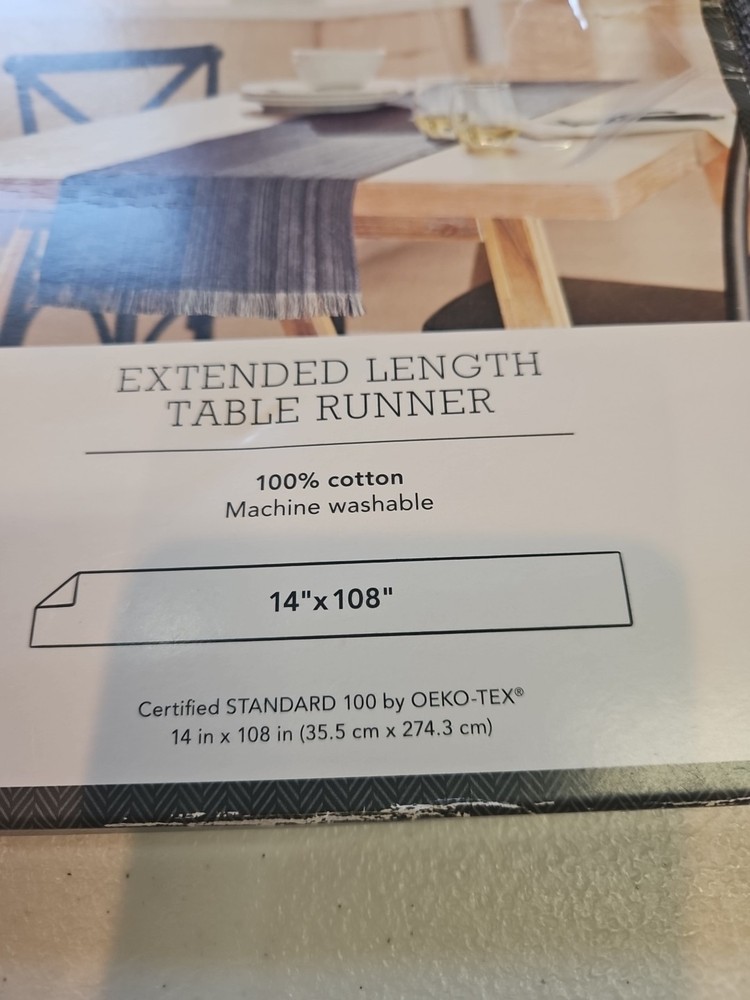 EXTENDED LENGTH
TABLE RUNNER
100% cotton
Machine washable
14"x108"
Certified STANDARD 100 by OEKO-TEX®
14 in x 108 in (35.5 cm x 274.3 cm)